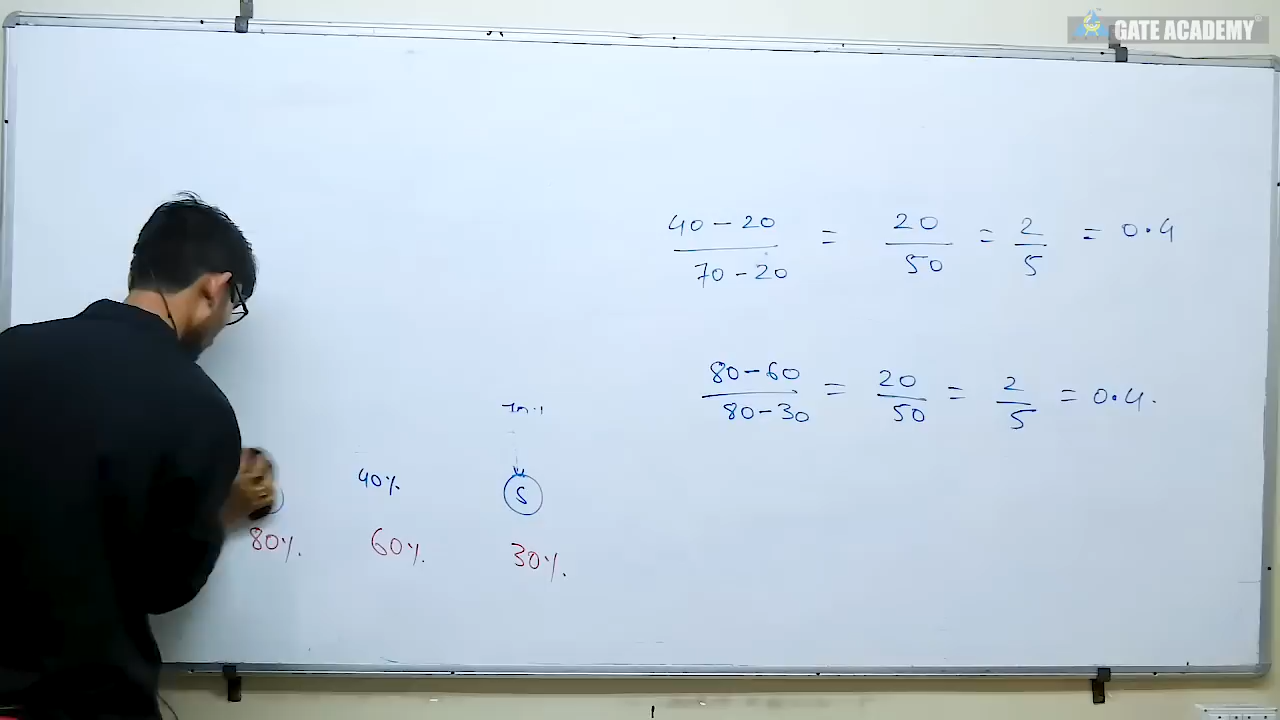 GATE ACADEMY
40 - 20 / 70 - 20 = 20 / 50 = 2 / 5 = 0.4
80 - 60 / 80 - 30 = 20 / 50 = 2 / 5 = 0.4.
40%
S
80%. 60%. 30%.